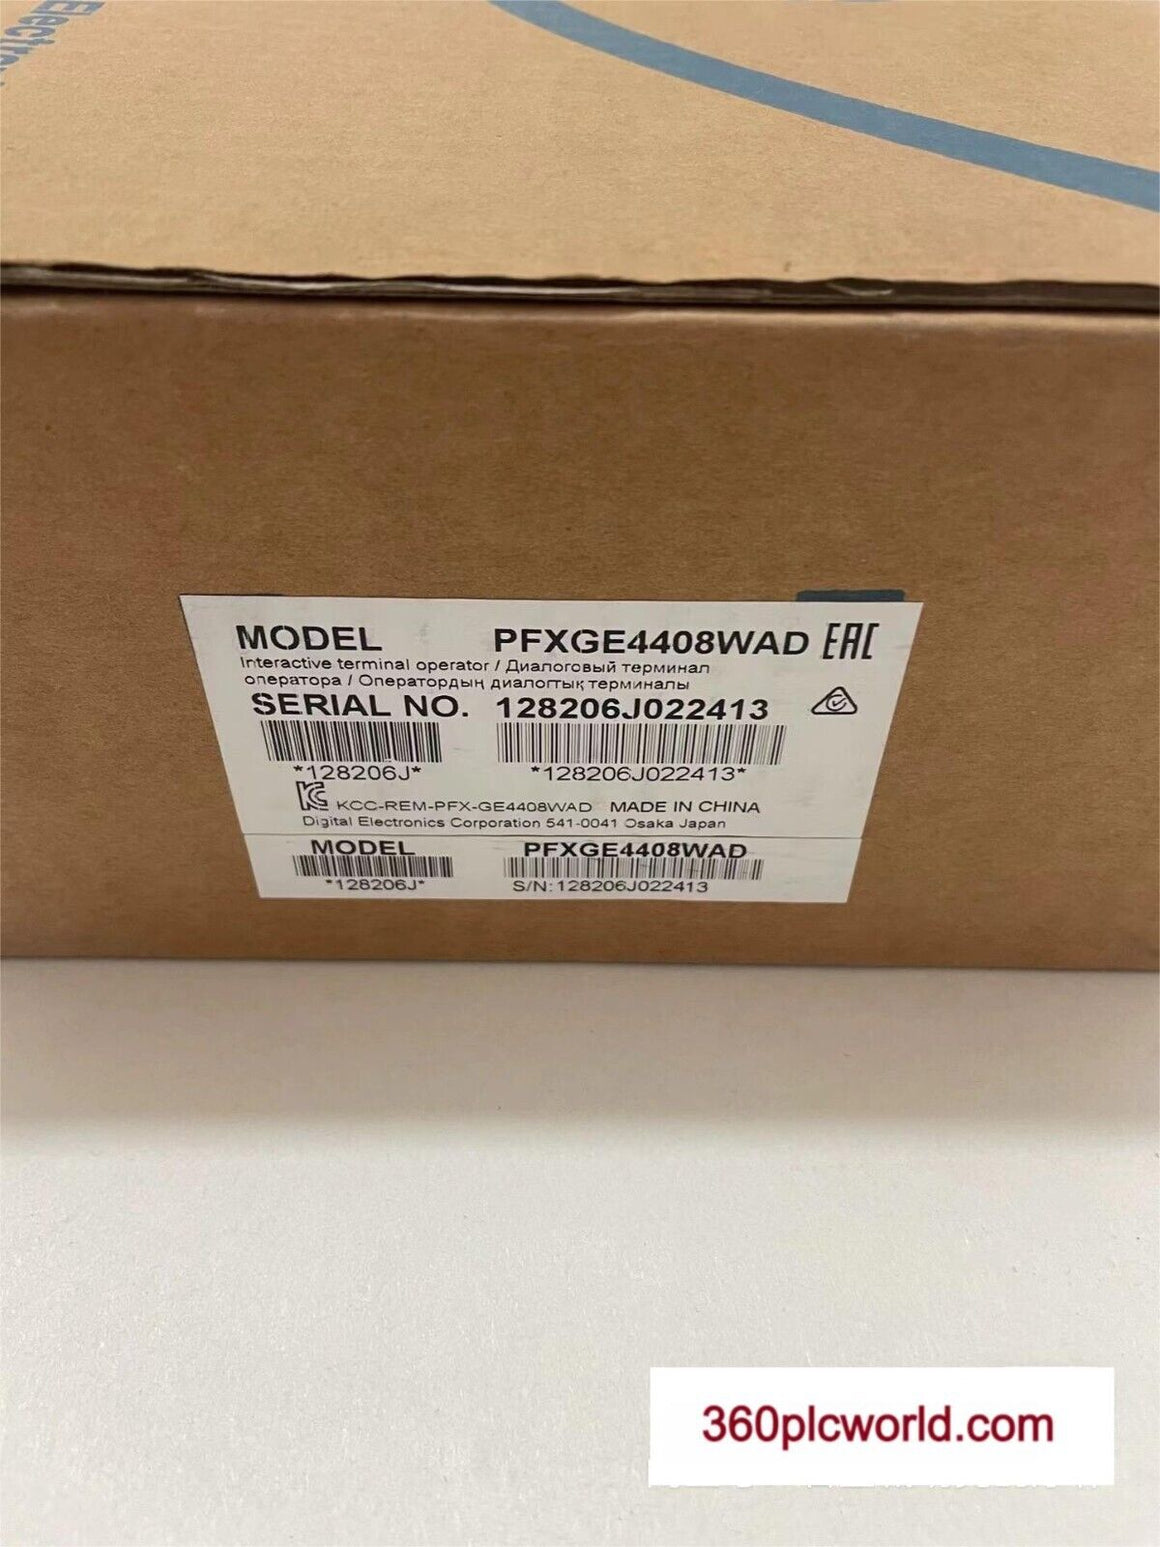 MODEL PFXGE4408WAD EAC
Interactive terminal operator / Диалоговый терминал
оператора / Оператордың диалогтық терминалы
SERIAL NO. 128206J022413
*128206J* *128206J022413*
KCC-REM-PFX-GE4408WAD MADE IN CHINA
Digital Electronics Corporation 541-0041 Osaka Japan
MODEL PFXGE4408WAD
*128206J* S/N:128206J022413
360plcworld.com